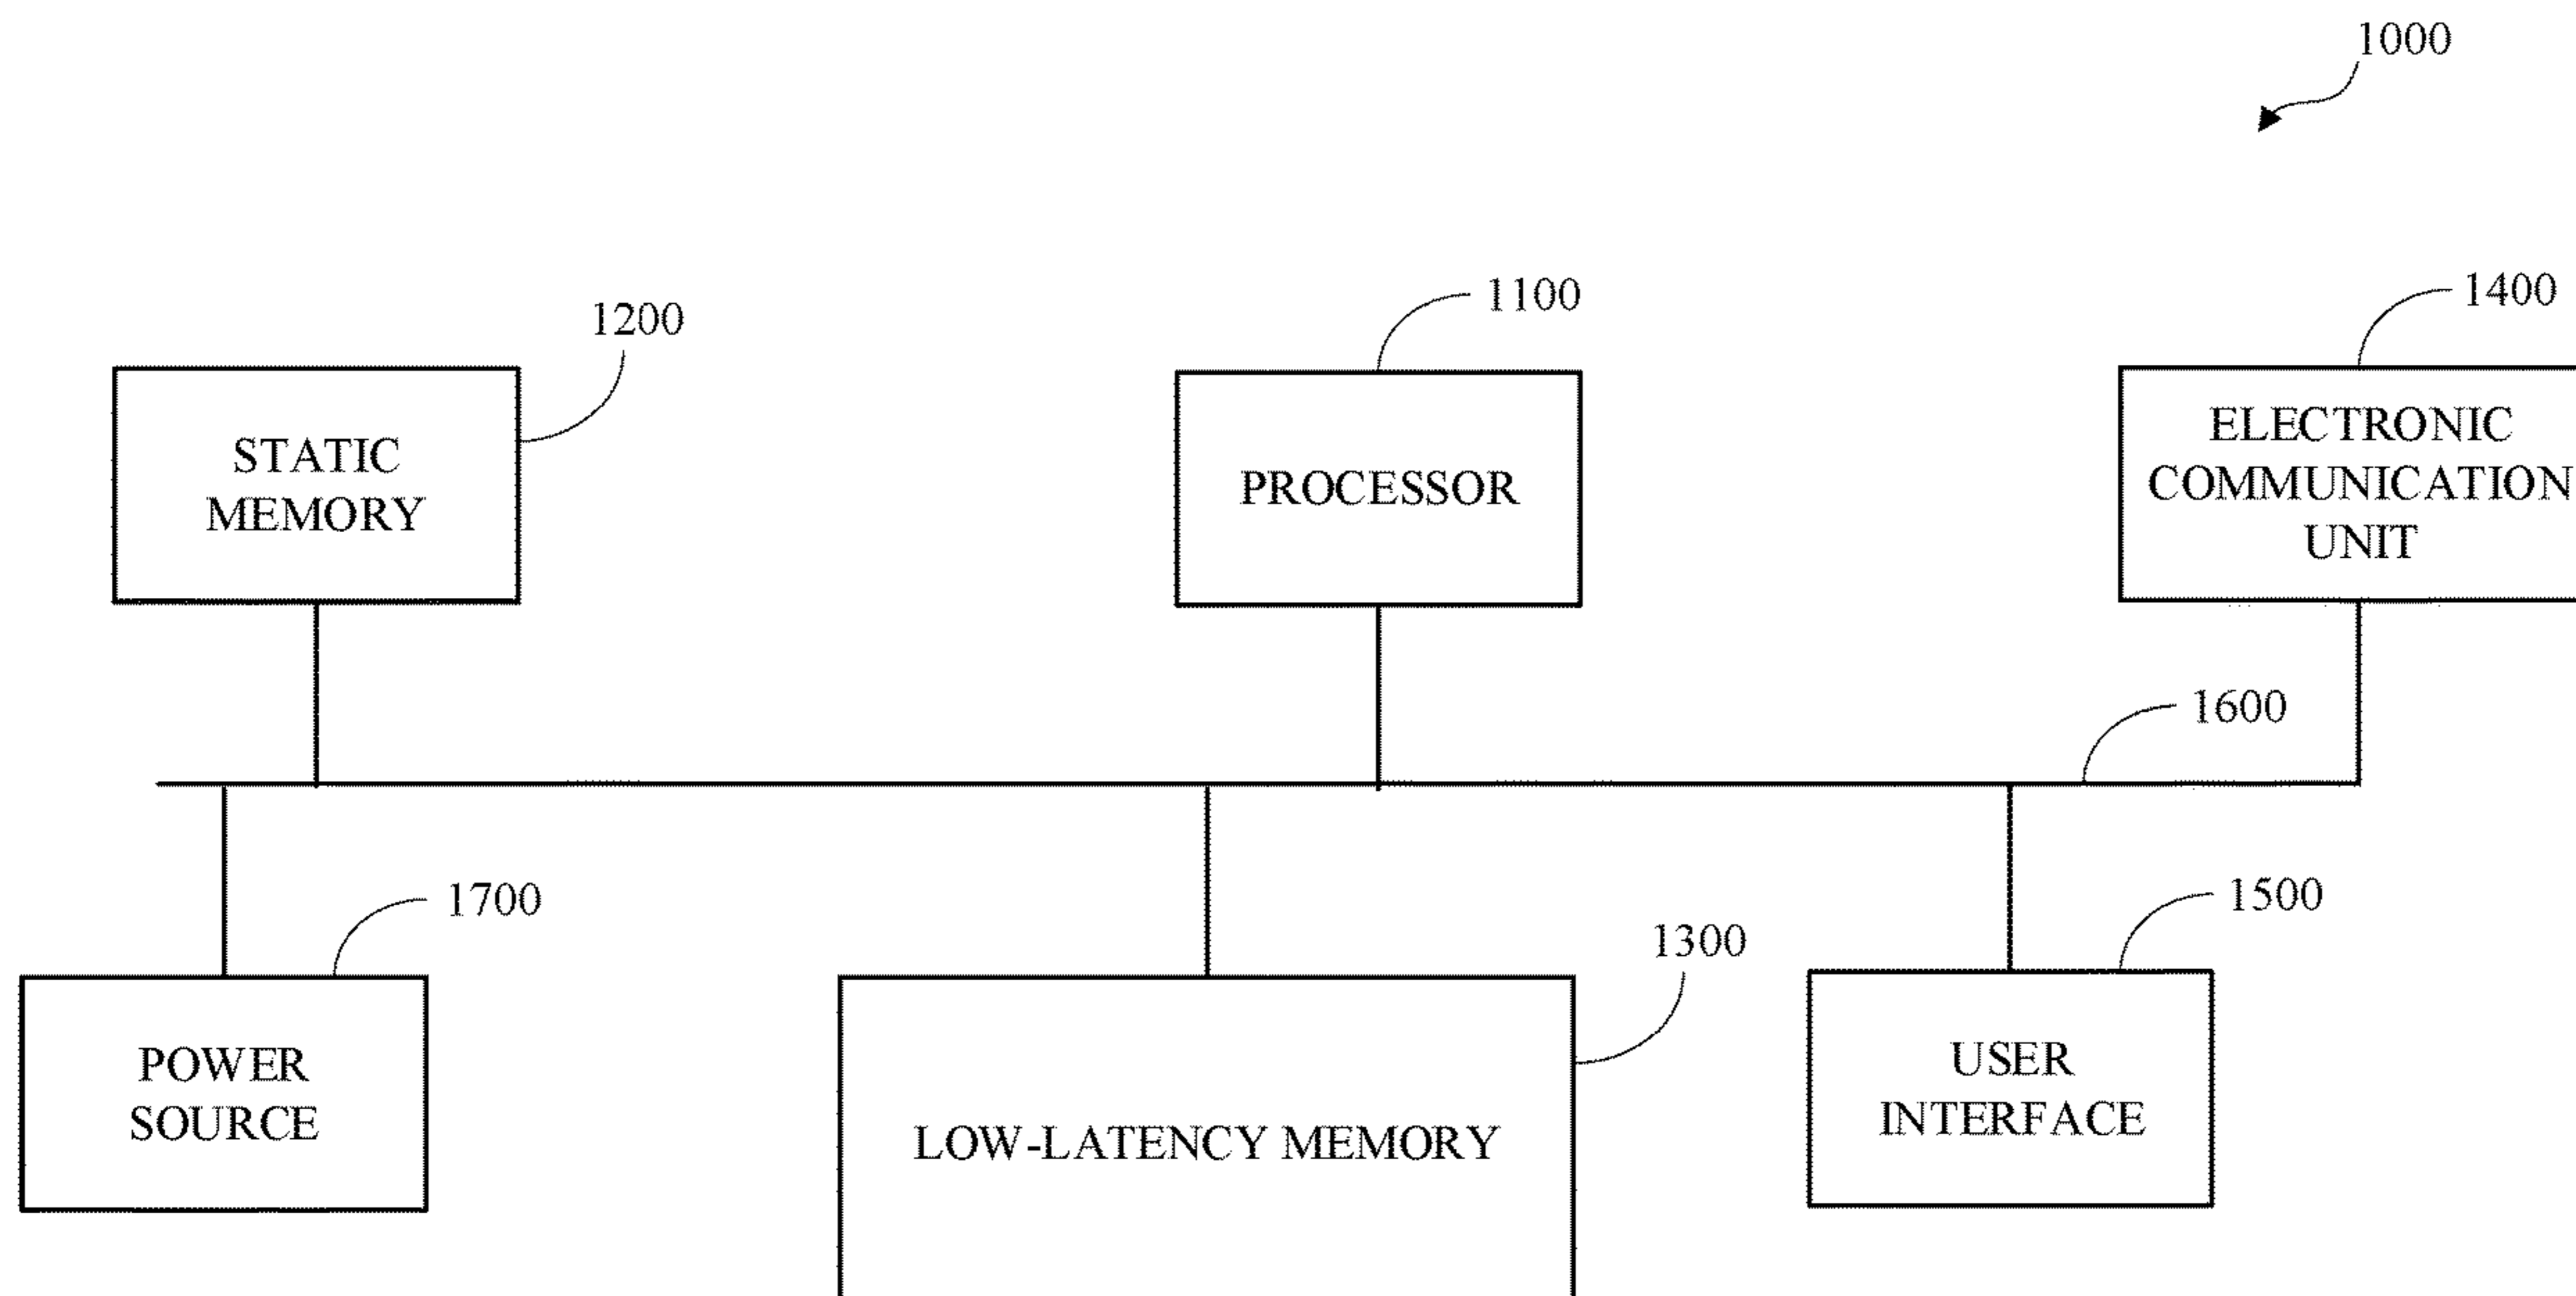 1000
1200
1100
1400
STATIC
MEMORY
PROCESSOR
ELECTRONIC
COMMUNICATION
UNIT
1600
1700
1300
1500
POWER
SOURCE
LOW-LATENCY MEMORY
USER
INTERFACE